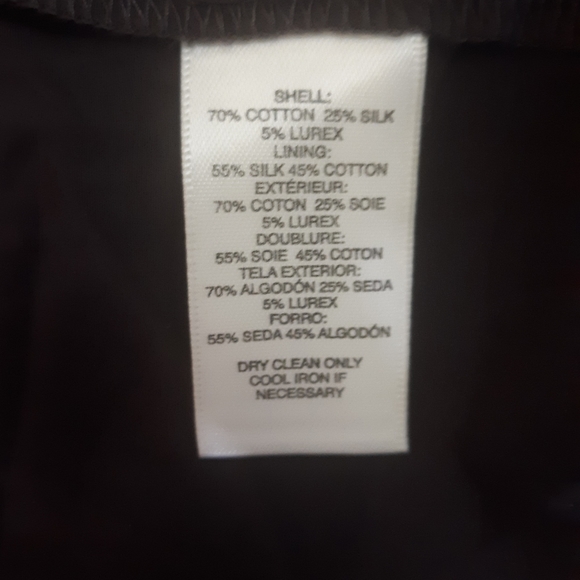 SHELL:
70% COTTON 25% SILK
5% LUREX
LINING:
55% SILK 45% COTTON
EXTÉRIEUR:
70% COTON 25% SOIE
5% LUREX
DOUBLURE:
55% SOIE 45% COTON
TELA EXTERIOR:
70% ALGODÓN 25% SEDA
5% LUREX
FORRO:
55% SEDA 45% ALGODÓN
DRY CLEAN ONLY
COOL IRON IF
NECESSARY